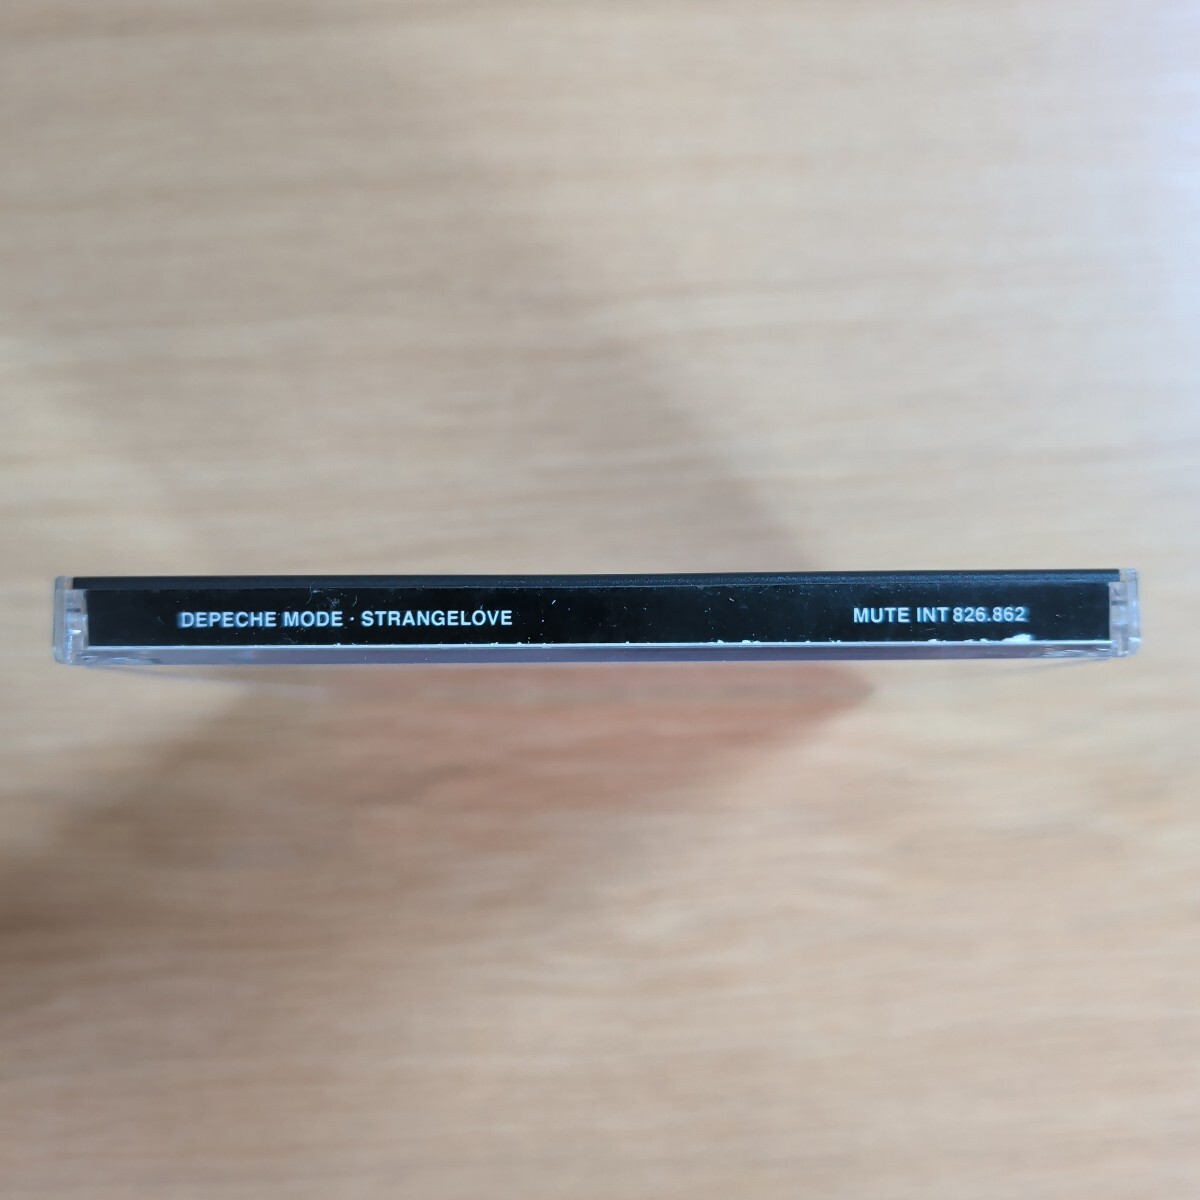 DEPECHE MODE · STRANGELOVE MUTE INT 826.862